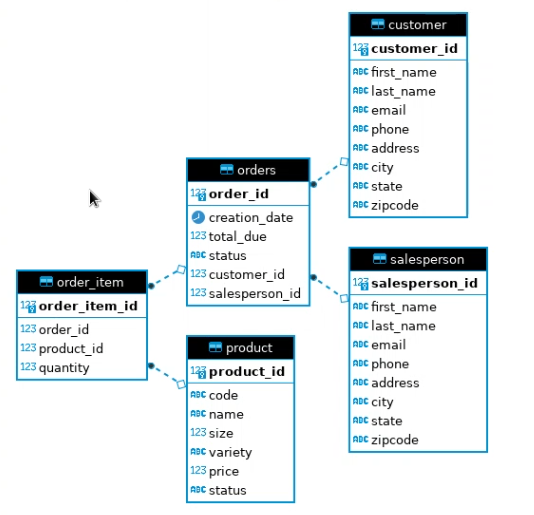 customer
123 customer_id
ABC first_name
ABC last_name
ABC email
ABC phone
ABC address
ABC city
ABC state
ABC zipcode
orders
123 order_id
creation_date
123 total_due
ABC status
123 customer_id
123 salesperson_id
salesperson
123 salesperson_id
ABC first_name
ABC last_name
ABC email
ABC phone
ABC address
ABC city
ABC state
ABC zipcode
order_item
123 order_item_id
123 order_id
123 product_id
123 quantity
product
123 product_id
ABC code
ABC name
123 size
ABC variety
123 price
ABC status